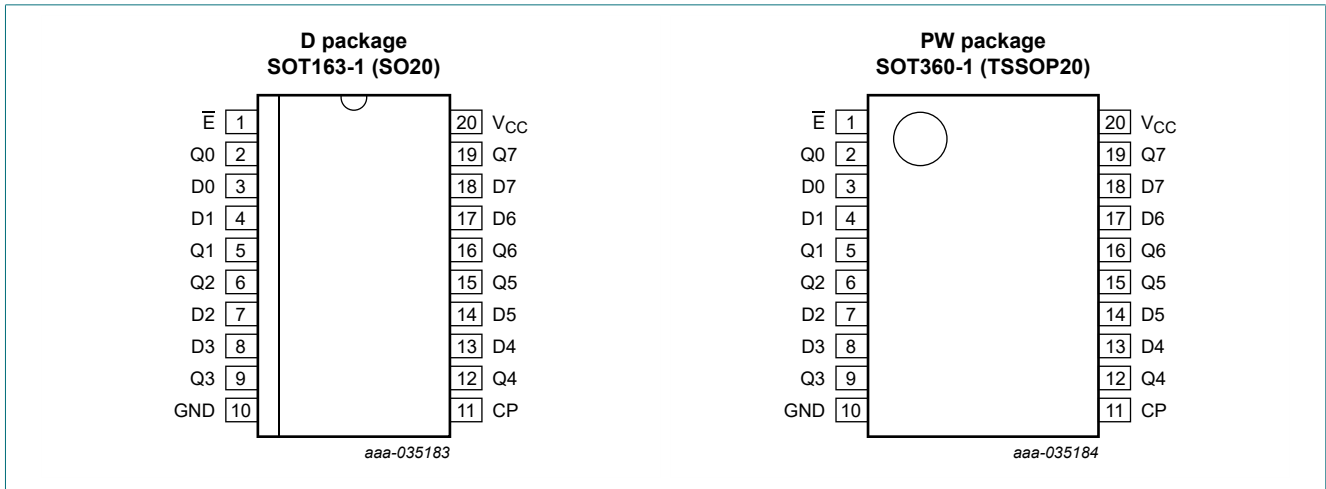 D package
SOT163-1 (SO20)
E̅ 1 20 VCC
Q0 2 19 Q7
D0 3 18 D7
D1 4 17 D6
Q1 5 16 Q6
Q2 6 15 Q5
D2 7 14 D5
D3 8 13 D4
Q3 9 12 Q4
GND 10 11 CP
aaa-035183
PW package
SOT360-1 (TSSOP20)
E̅ 1 20 VCC
Q0 2 19 Q7
D0 3 18 D7
D1 4 17 D6
Q1 5 16 Q6
Q2 6 15 Q5
D2 7 14 D5
D3 8 13 D4
Q3 9 12 Q4
GND 10 11 CP
aaa-035184